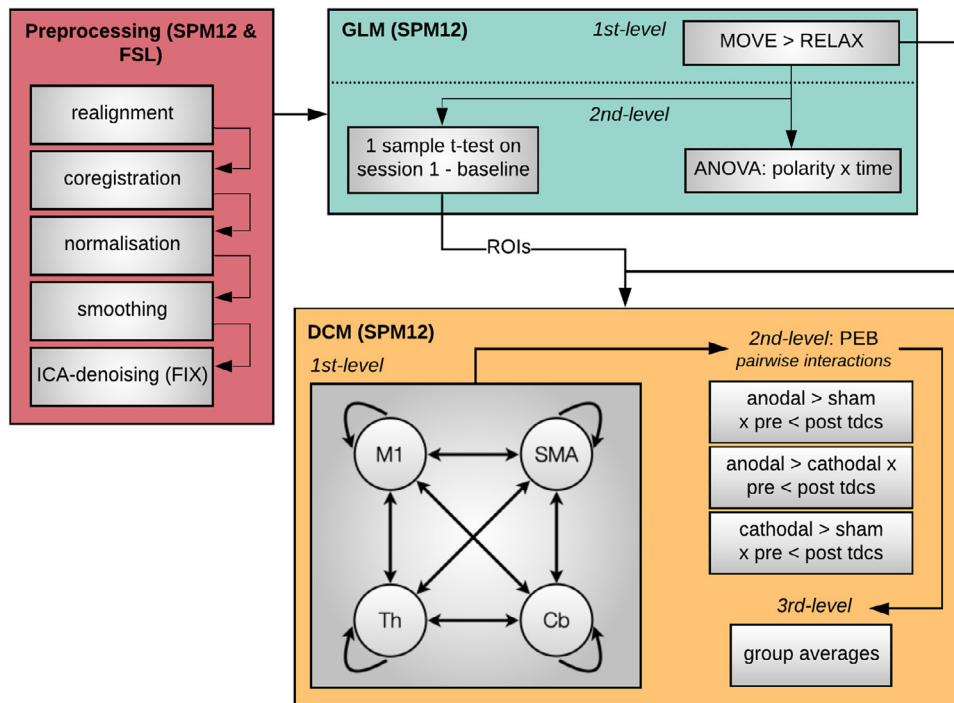 Preprocessing (SPM12 &
FSL)
realignment
coregistration
normalisation
smoothing
ICA-denoising (FIX)
GLM (SPM12)
1st-level
MOVE > RELAX
2nd-level
1 sample t-test on
session 1 - baseline
ANOVA: polarity x time
ROIs
DCM (SPM12)
1st-level
M1
SMA
Th
Cb
2nd-level: PEB
pairwise interactions
anodal > sham
x pre < post tdcs
anodal > cathodal x
pre < post tdcs
cathodal > sham
x pre < post tdcs
3rd-level
group averages